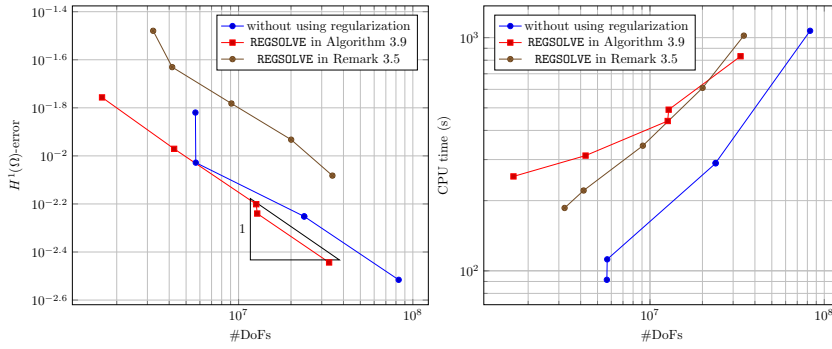 10^−1.4
10^−1.6
10^−1.8
10^−2
10^−2.2
10^−2.4
10^−2.6
H^1(Ω)-error
without using regularization
REGSOLVE in Algorithm 3.9
REGSOLVE in Remark 3.5
1
10^7
10^8
#DoFs
10^3
10^2
CPU time (s)
without using regularization
REGSOLVE in Algorithm 3.9
REGSOLVE in Remark 3.5
10^7
10^8
#DoFs